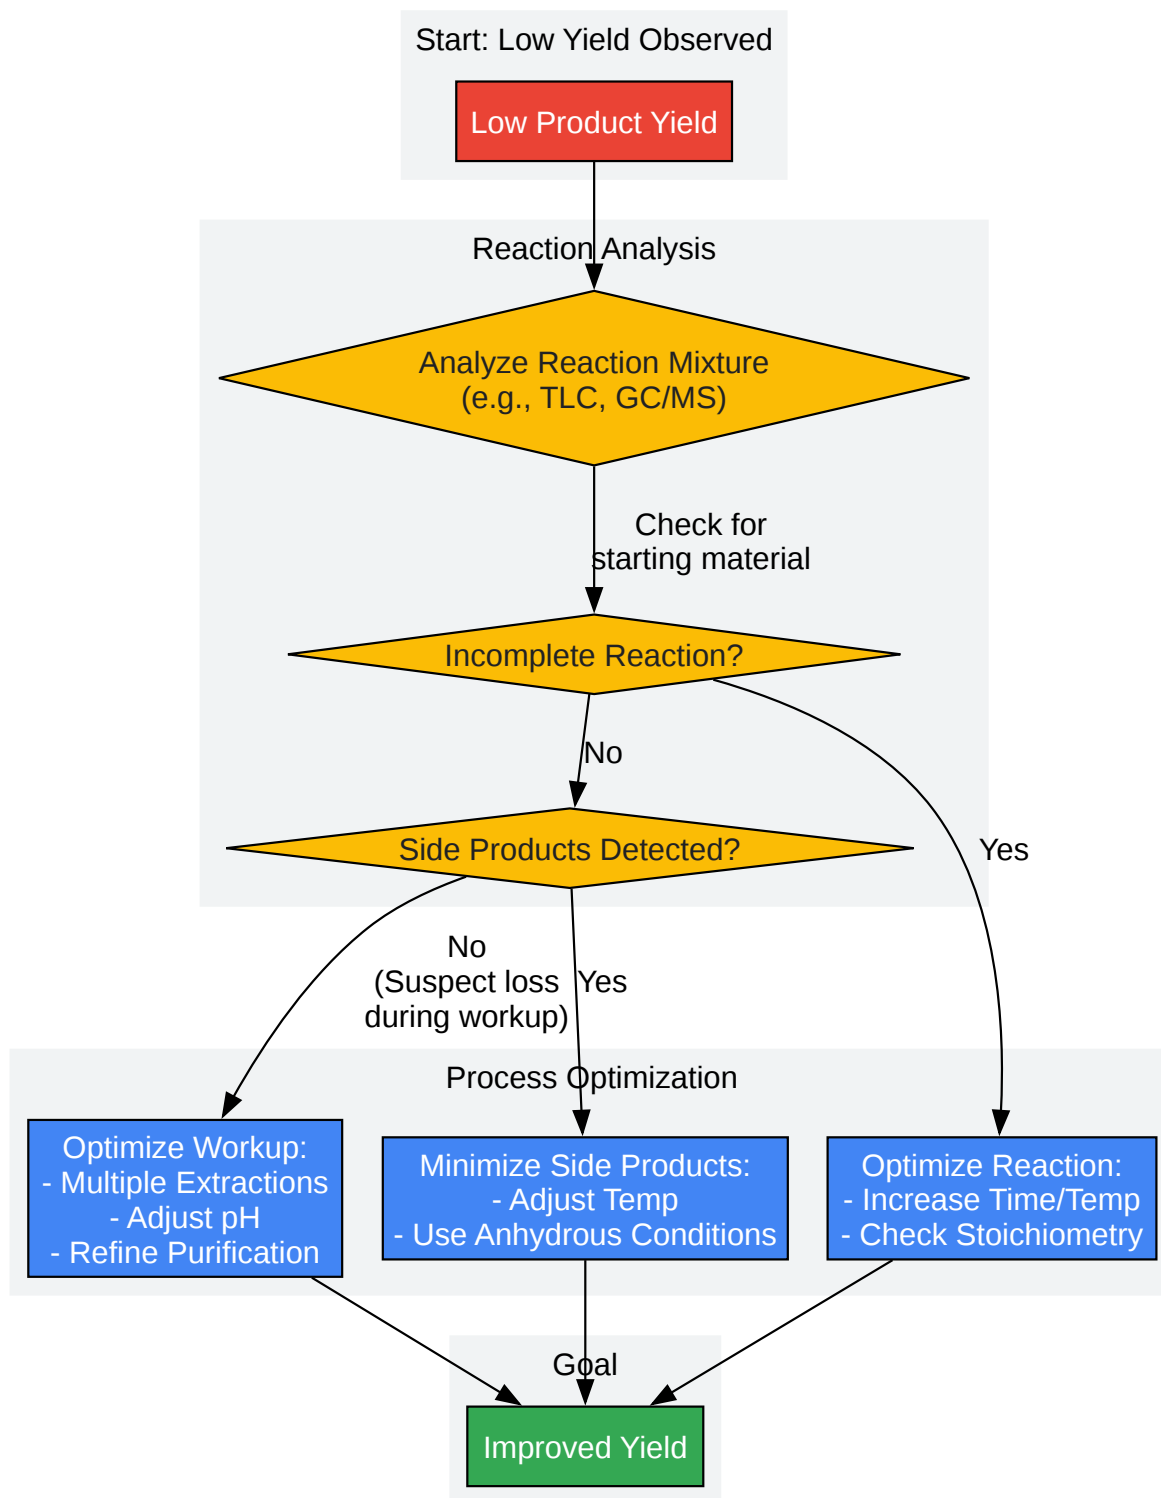 Start: Low Yield Observed
Low Product Yield
Reaction Analysis
Analyze Reaction Mixture
(e.g., TLC, GC/MS)
Check for
starting material
Incomplete Reaction?
No
Side Products Detected?
Yes
No
(Suspect loss
during workup)
Yes
Process Optimization
Optimize Workup:
- Multiple Extractions
- Adjust pH
- Refine Purification
Minimize Side Products:
- Adjust Temp
- Use Anhydrous Conditions
Optimize Reaction:
- Increase Time/Temp
- Check Stoichiometry
Goal
Improved Yield